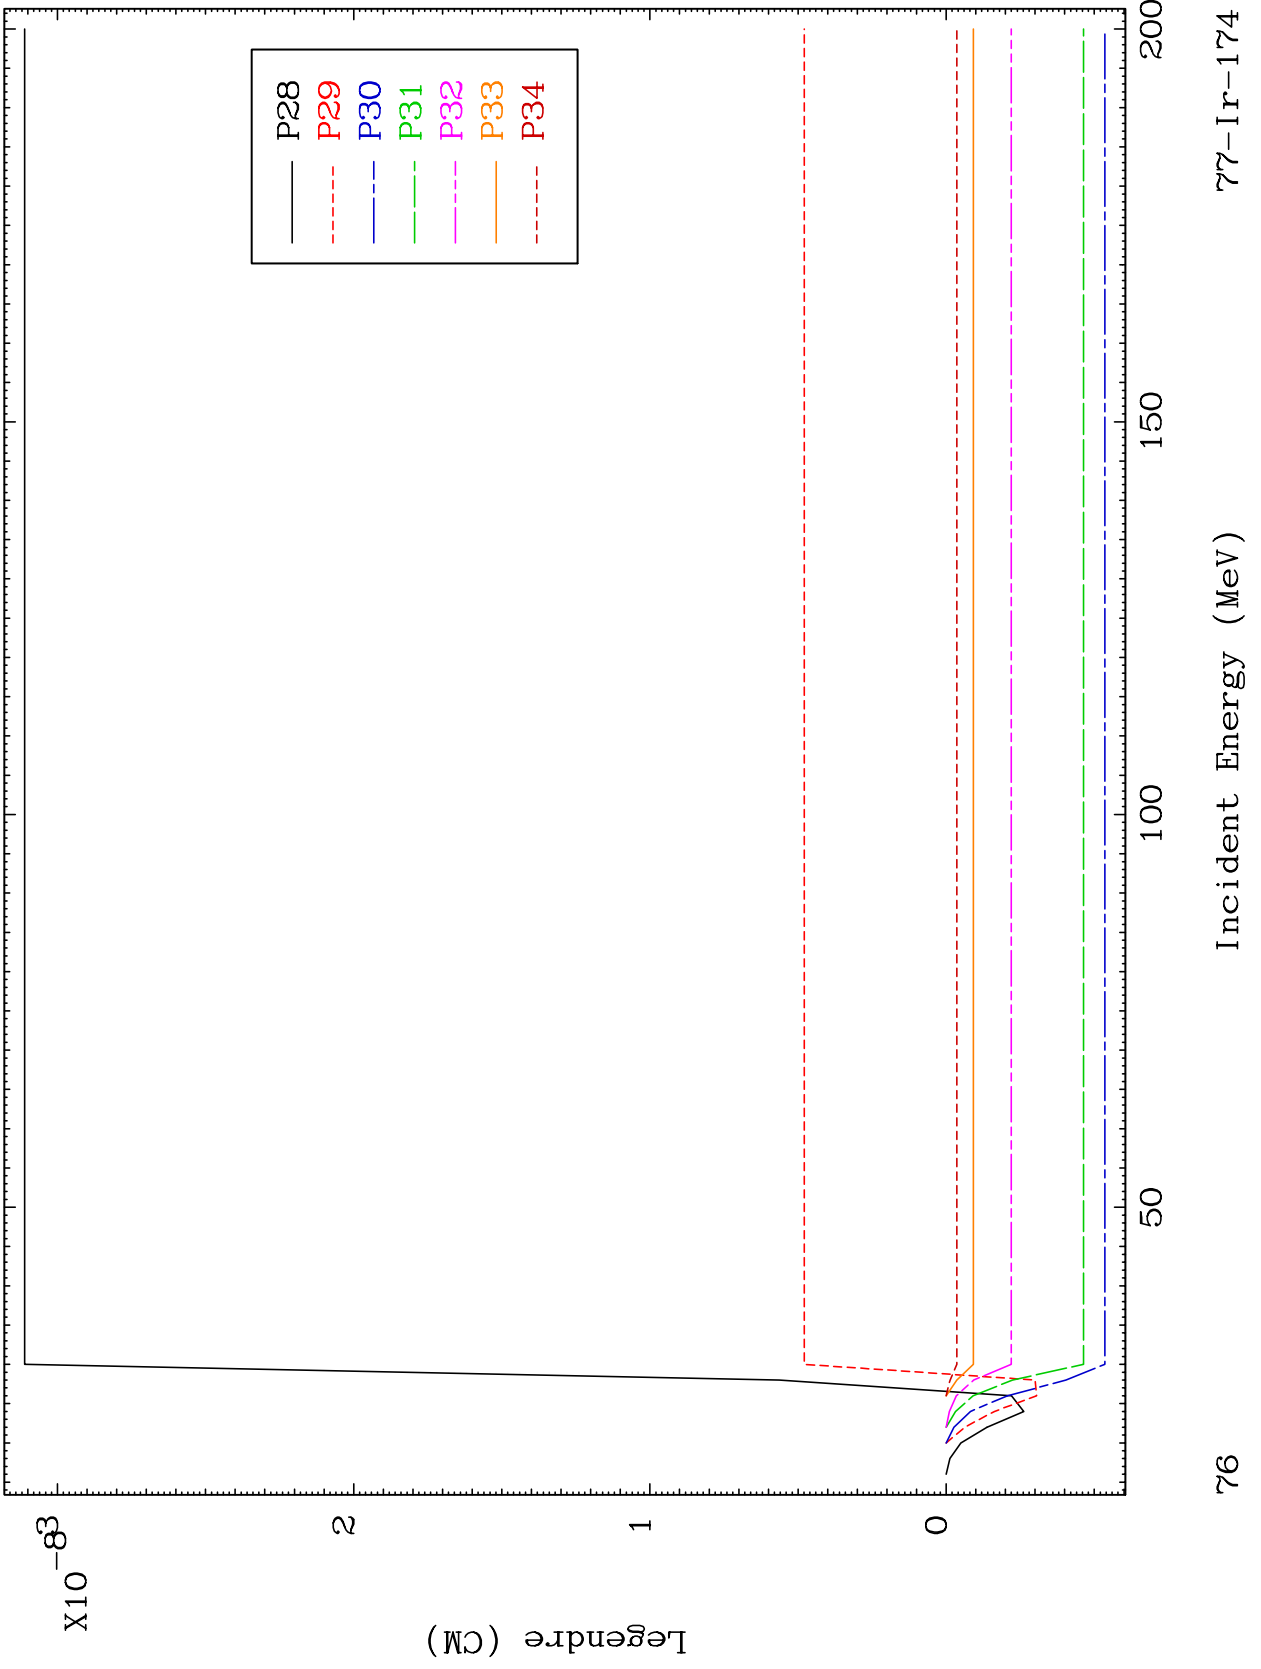 X10-8
3
2
1
0
Legendre (CM)
P28
P29
P30
P31
P32
P33
P34
50
100
150
200
76
Incident Energy (MeV)
77-Ir-174